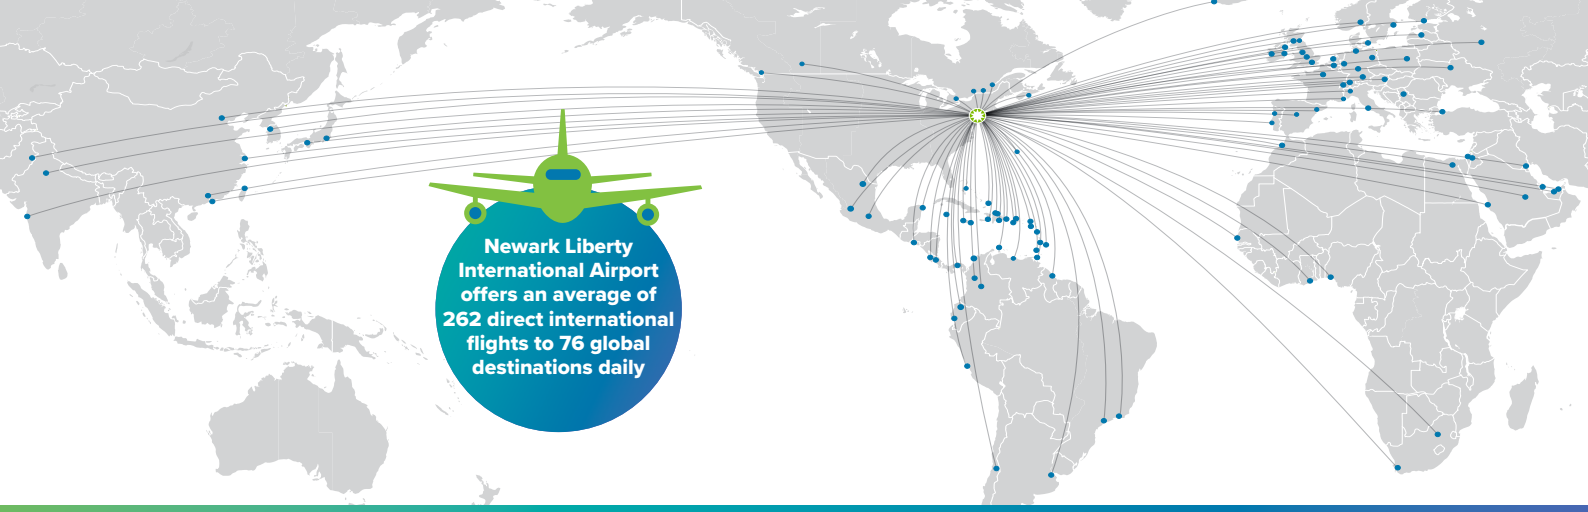 Newark Liberty
International Airport
offers an average of
262 direct international
flights to 76 global
destinations daily